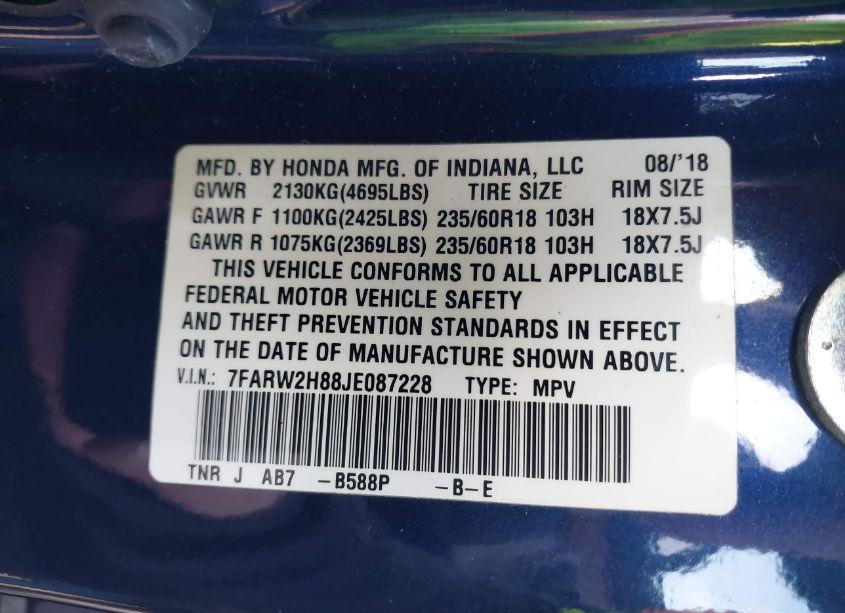 MFD. BY HONDA MFG. OF INDIANA, LLC 08/'18
GVWR 2130KG(4695LBS) TIRE SIZE RIM SIZE
GAWR F 1100KG(2425LBS) 235/60R18 103H 18X7.5J
GAWR R 1075KG(2369LBS) 235/60R18 103H 18X7.5J
THIS VEHICLE CONFORMS TO ALL APPLICABLE
FEDERAL MOTOR VEHICLE SAFETY
AND THEFT PREVENTION STANDARDS IN EFFECT
ON THE DATE OF MANUFACTURE SHOWN ABOVE.
V.I.N.: 7FARW2H88JE087228 TYPE: MPV
TNR J AB7 -B588P -B-E